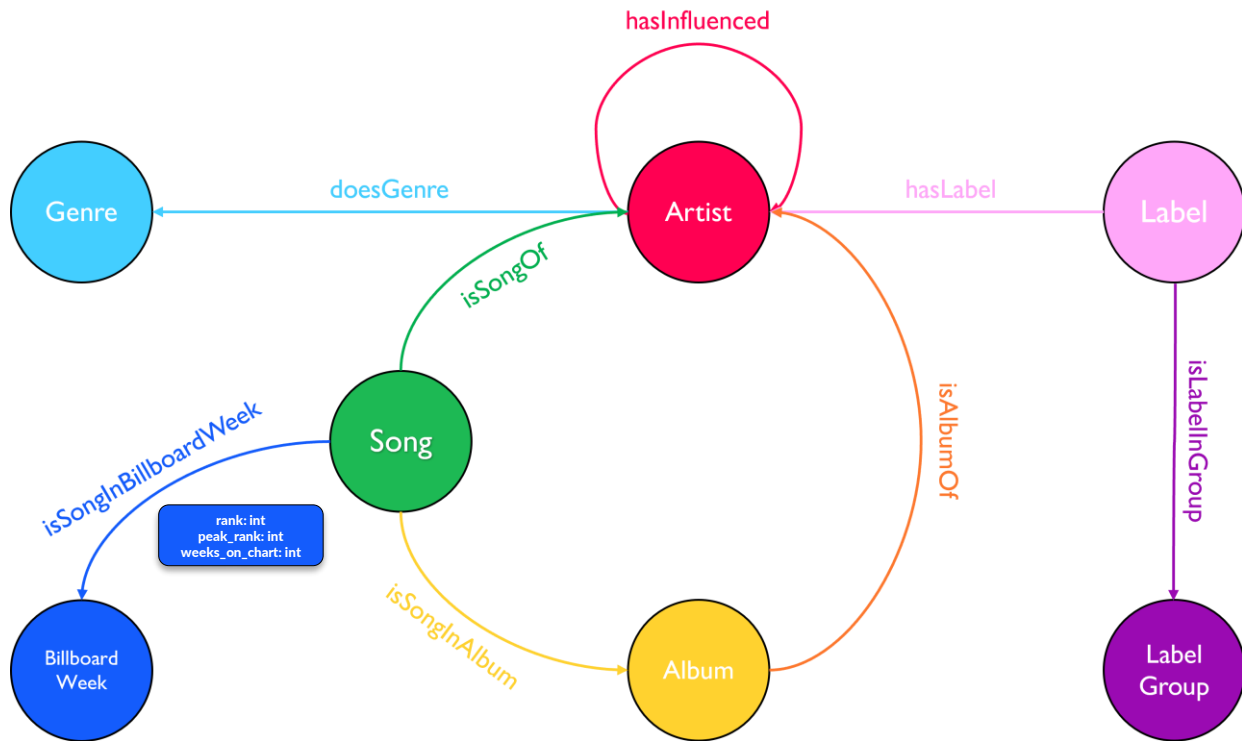 hasInfluenced
Genre
doesGenre
Artist
hasLabel
Label
isSongOf
Song
isSongInBillboardWeek
rank: int
peak_rank: int
weeks_on_chart: int
isAlbumOf
isLabelInGroup
isSongInAlbum
Billboard
Week
Album
Label
Group